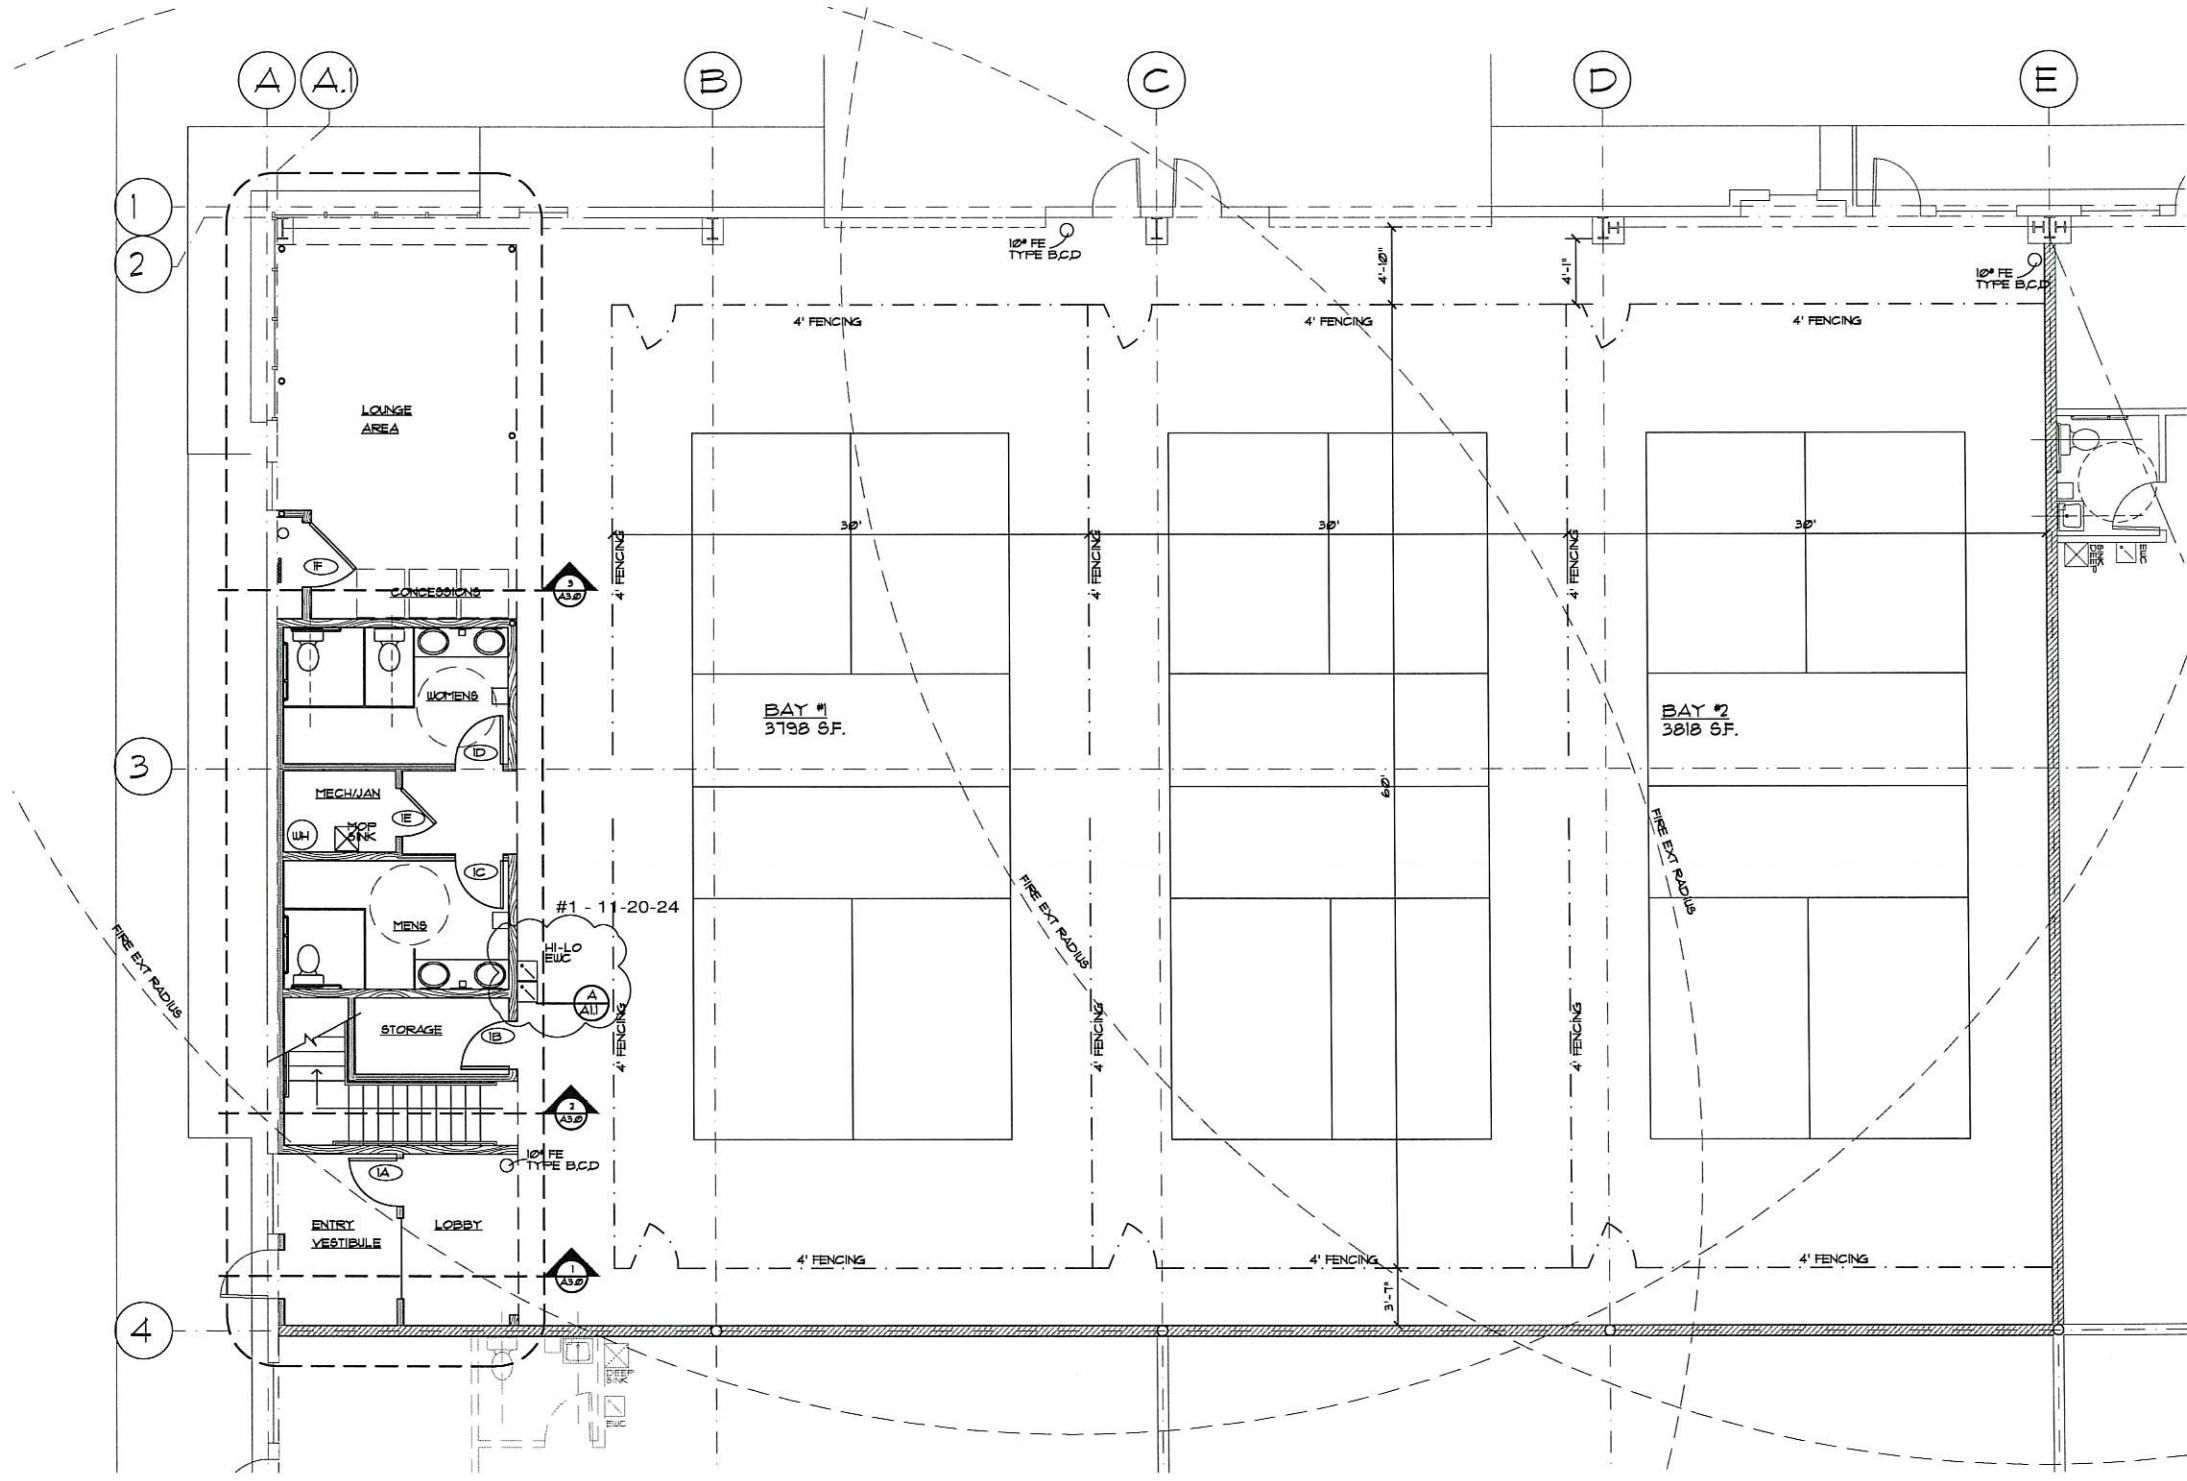 A
A.1
B
C
D
E
1
2
3
4
10# FE
TYPE B,C,D
4'-10"
4'-1"
10# FE
TYPE B,C,D
4' FENCING
4' FENCING
4' FENCING
LOUNGE
AREA
30'
30'
30'
4' FENCING
4' FENCING
4' FENCING
1F
CONCESSIONS
3
A3.0
DEEP
SINK
EWC
WOMENS
1D
BAY #1
3798 S.F.
BAY #2
3818 S.F.
60'
MECH/JAN
1E
WH
MOP
SINK
1C
MENS
#1 - 11-20-24
HI-LO
EWC
A
A1.1
FIRE EXT RADIUS
FIRE EXT RADIUS
FIRE EXT RADIUS
STORAGE
1B
4' FENCING
4' FENCING
4' FENCING
2
A3.0
1A
10# FE
TYPE B,C,D
ENTRY
VESTIBULE
LOBBY
4' FENCING
4' FENCING
4' FENCING
1
A3.0
3'-7"
DEEP
SINK
EWC